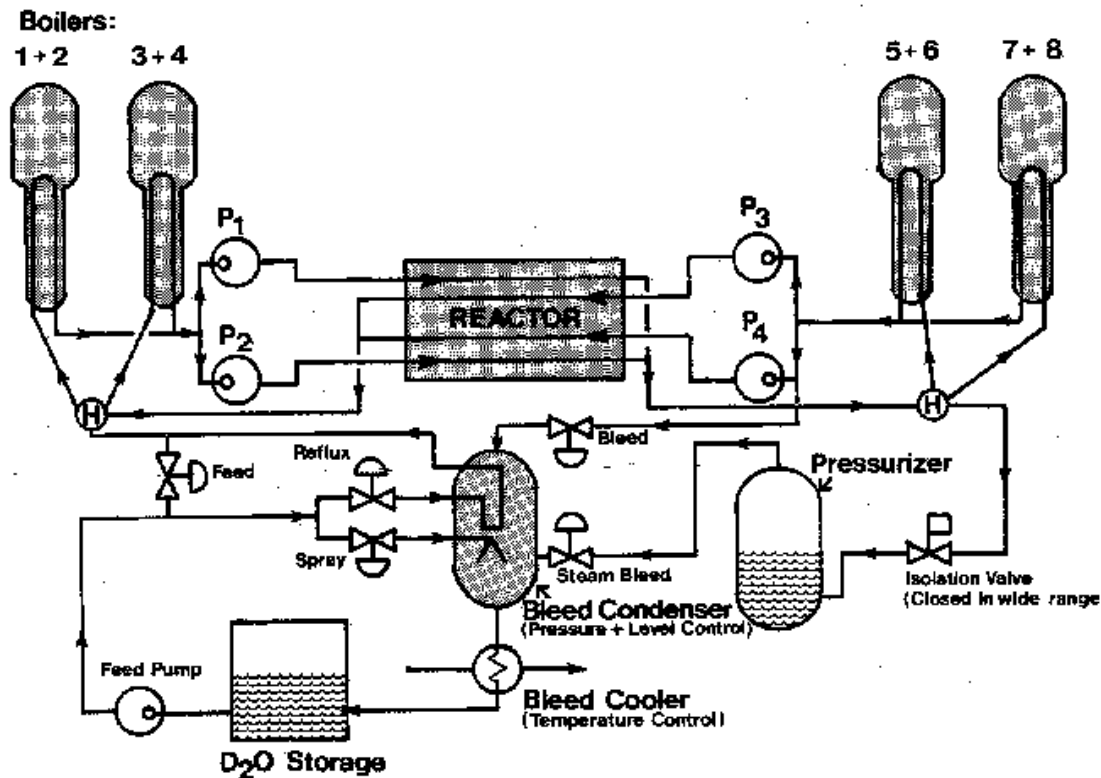 Boilers:
1+2 3+4 5+6 7+8
P1 P3
REACTOR
P2 P4
H H
Reflux Bleed
Feed Pressurizer
Spray Steam Bleed Isolation Valve
(Closed in wide range
Bleed Condenser
(Pressure + Level Control)
Feed Pump
Bleed Cooler
(Temperature Control)
D2O Storage